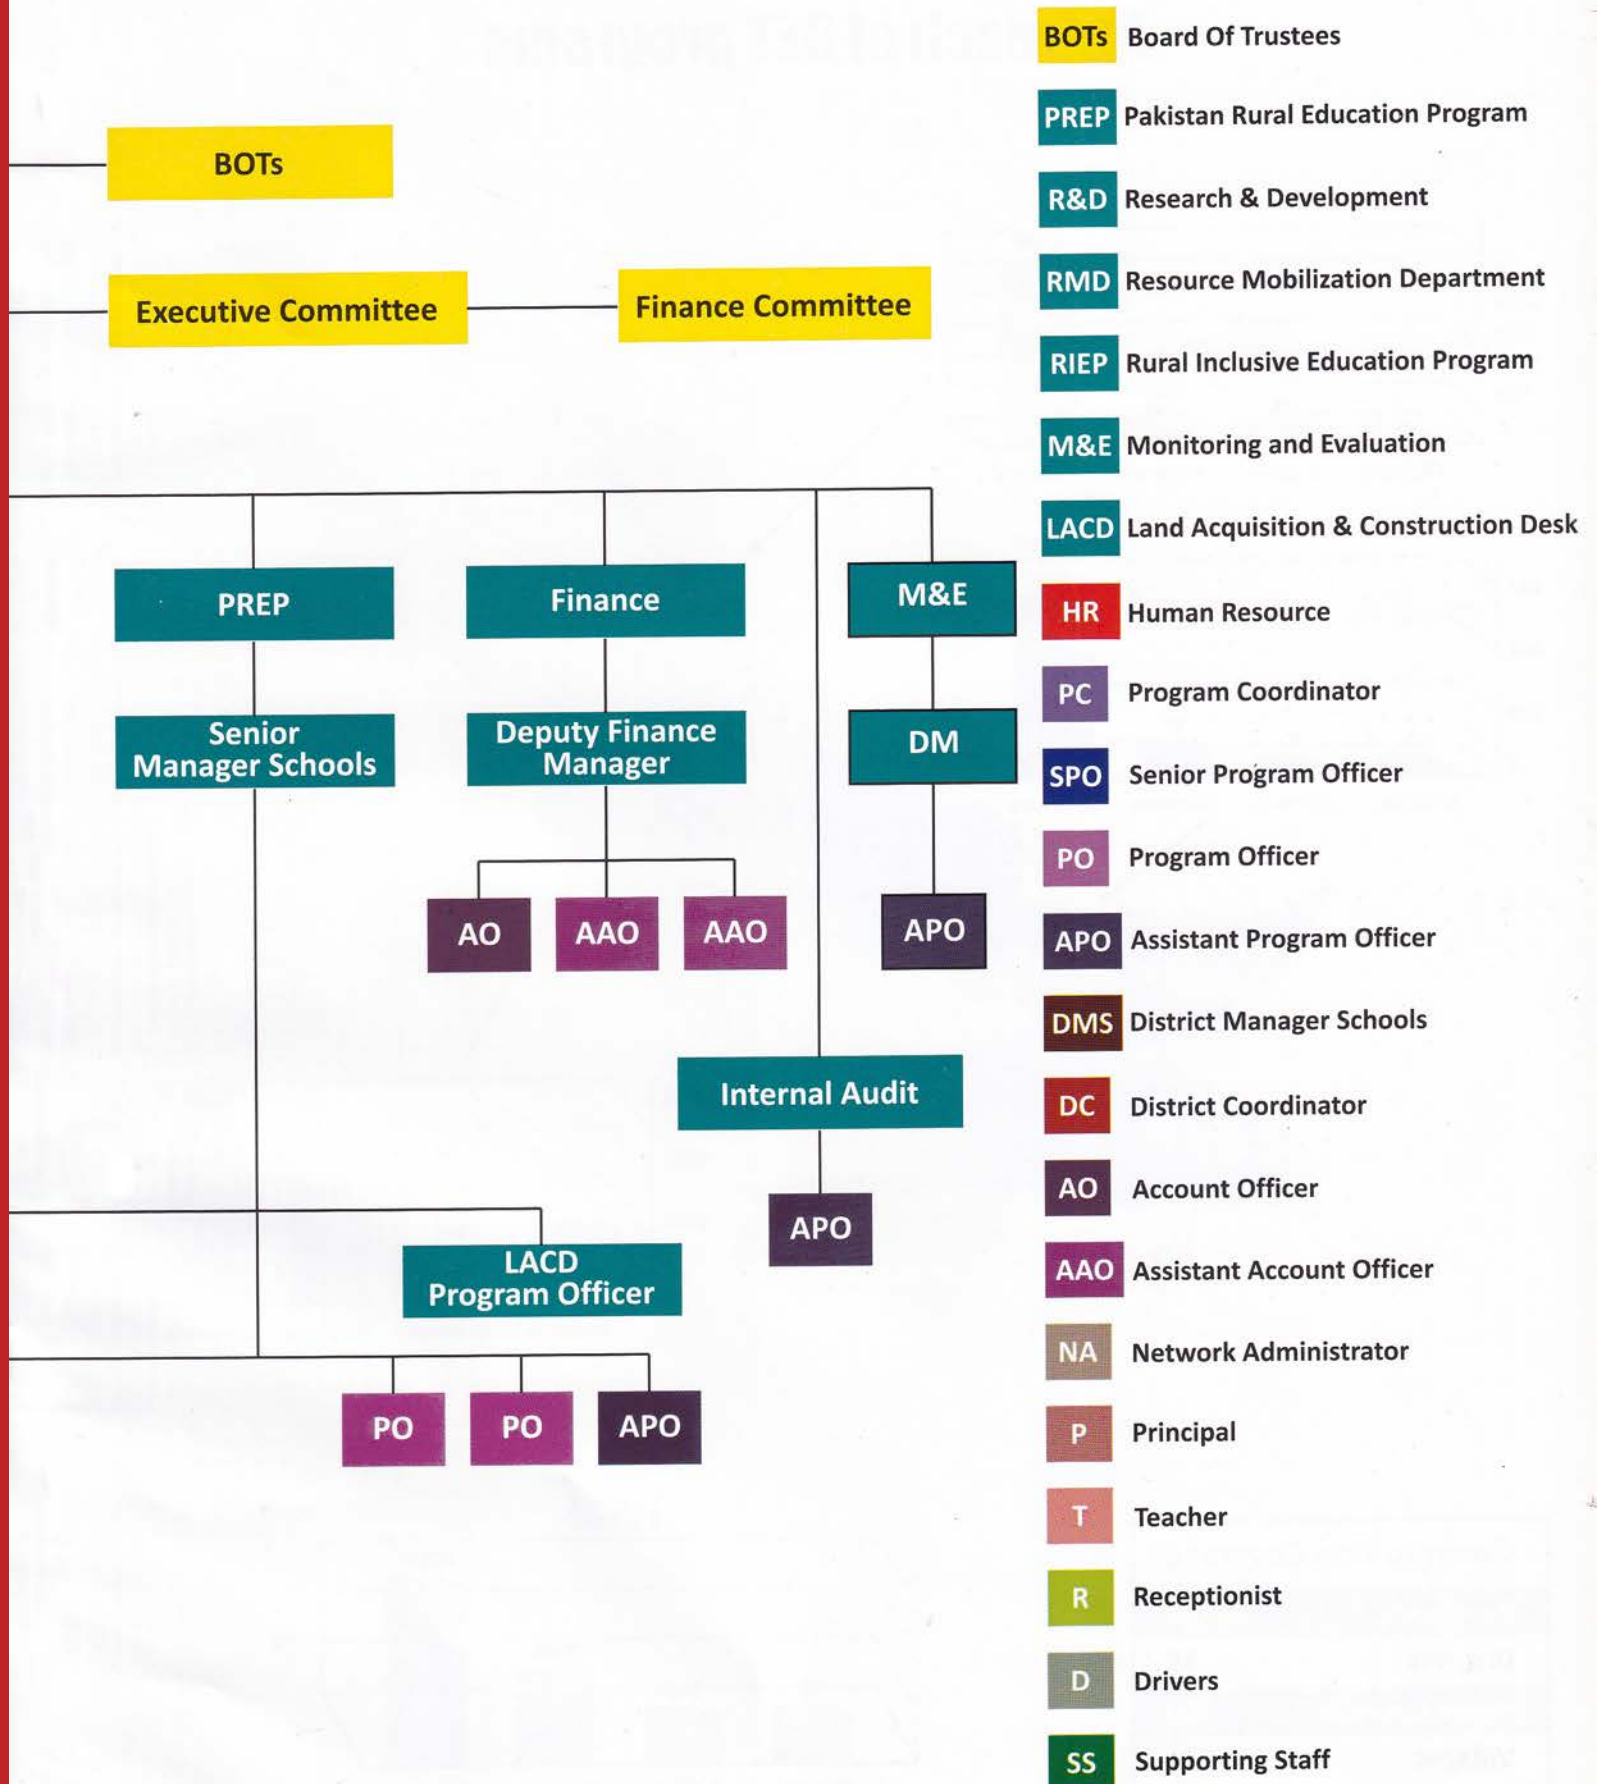 BOTs
Executive Committee
Finance Committee
PREP
Finance
M&E
Senior
Manager Schools
Deputy Finance
Manager
DM
AO
AAO
AAO
APO
Internal Audit
APO
LACD
Program Officer
PO
PO
APO
BOTs Board Of Trustees
PREP Pakistan Rural Education Program
R&D Research & Development
RMD Resource Mobilization Department
RIEP Rural Inclusive Education Program
M&E Monitoring and Evaluation
LACD Land Acquisition & Construction Desk
HR Human Resource
PC Program Coordinator
SPO Senior Program Officer
PO Program Officer
APO Assistant Program Officer
DMS District Manager Schools
DC District Coordinator
AO Account Officer
AAO Assistant Account Officer
NA Network Administrator
P Principal
T Teacher
R Receptionist
D Drivers
SS Supporting Staff